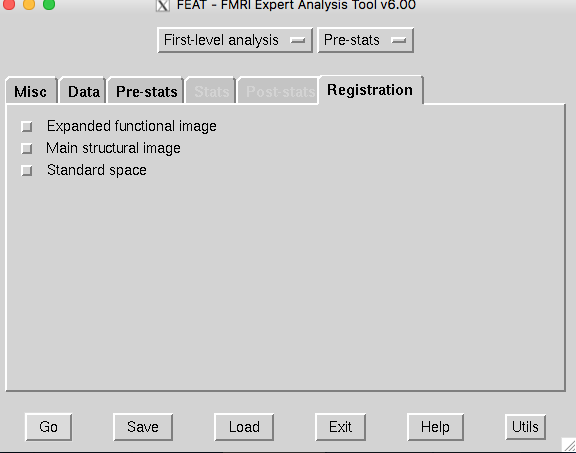 FEAT - FMRI Expert Analysis Tool v6.00
First-level analysis Pre-stats
Misc Data Pre-stats Stats Post-stats Registration
Expanded functional image
Main structural image
Standard space
Go Save Load Exit Help Utils